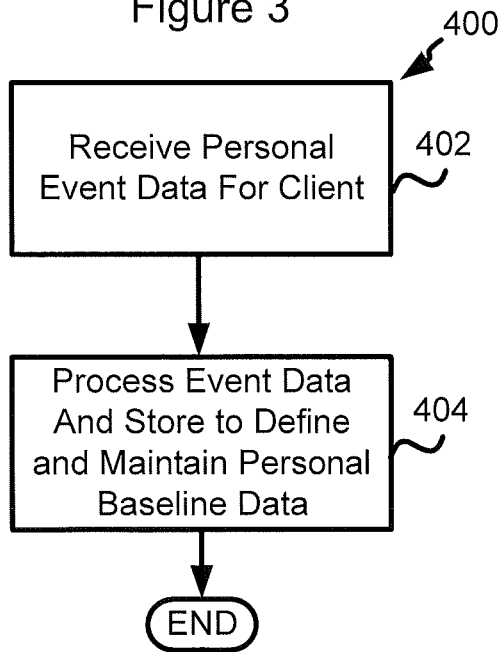 Figure 3
400
Receive Personal
Event Data For Client
402
Process Event Data
And Store to Define
and Maintain Personal
Baseline Data
404
END